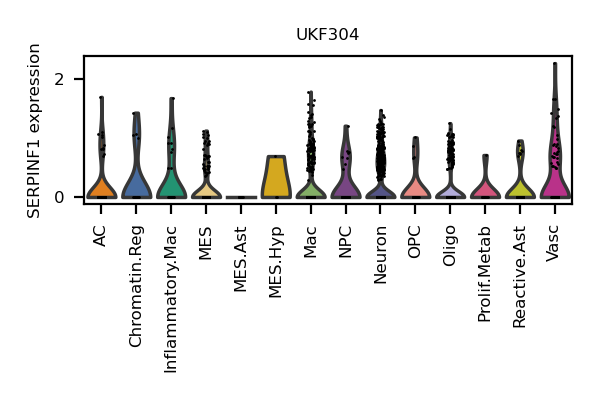 UKF304
SERPINF1 expression
2
0
AC
Chromatin.Reg
Inflammatory.Mac
MES
MES.Ast
MES.Hyp
Mac
NPC
Neuron
OPC
Oligo
Prolif.Metab
Reactive.Ast
Vasc